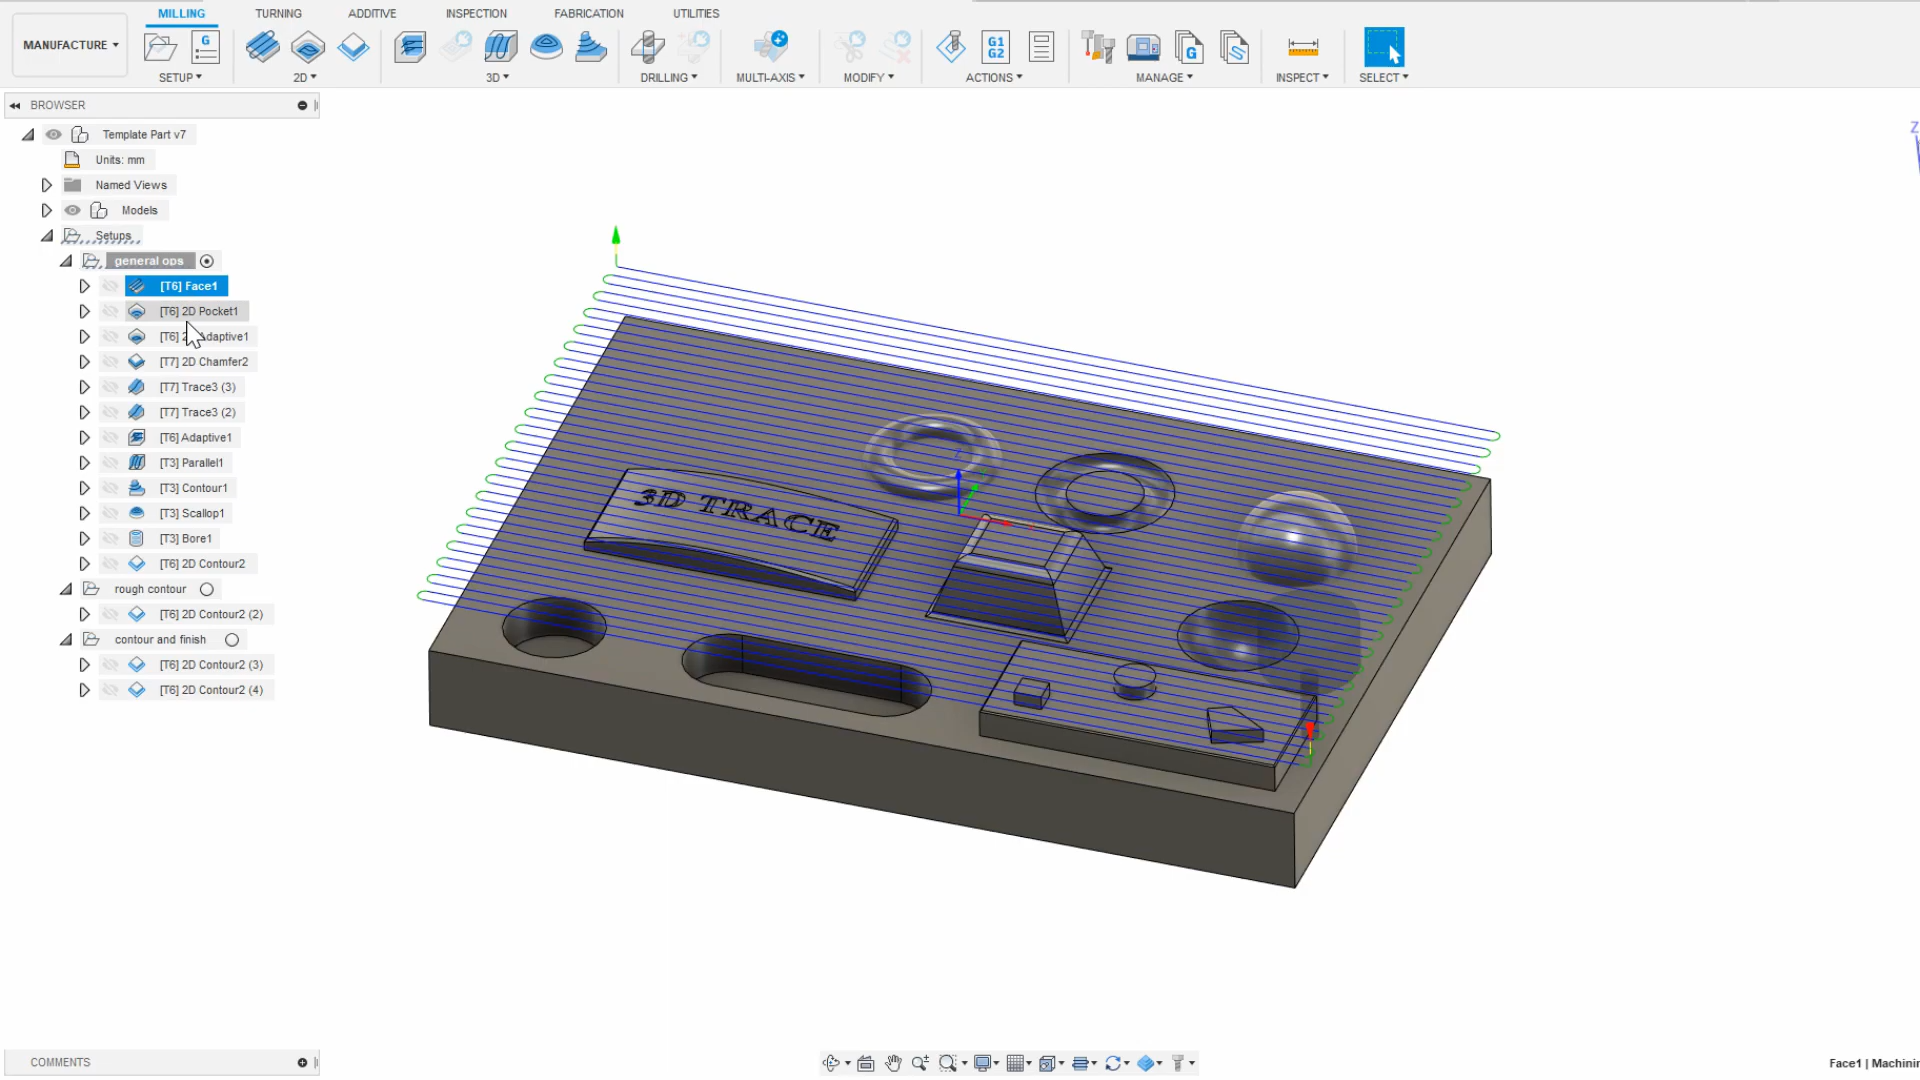 MILLING TURNING ADDITIVE INSPECTION FABRICATION UTILITIES
MANUFACTURE
G
G1
G2
G
SETUP 2D 3D DRILLING MULTI-AXIS MODIFY ACTIONS MANAGE INSPECT SELECT
BROWSER
Template Part v7
Units: mm
Named Views
Models
Setups
general ops
[T6] Face1
[T6] 2D Pocket1
[T6] 2 Adaptive1
[T7] 2D Chamfer2
[T7] Trace3 (3)
[T7] Trace3 (2)
[T6] Adaptive1
[T3] Parallel1
[T3] Contour1
[T3] Scallop1
[T3] Bore1
[T6] 2D Contour2
rough contour
[T6] 2D Contour2 (2)
contour and finish
[T6] 2D Contour2 (3)
[T6] 2D Contour2 (4)
Z
Z
3D TRACE
COMMENTS
Face1 | Machinin